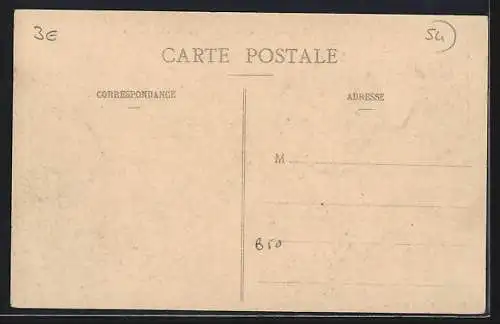 3€
54
CARTE POSTALE
CORRESPONDANCE
ADRESSE
M
B50